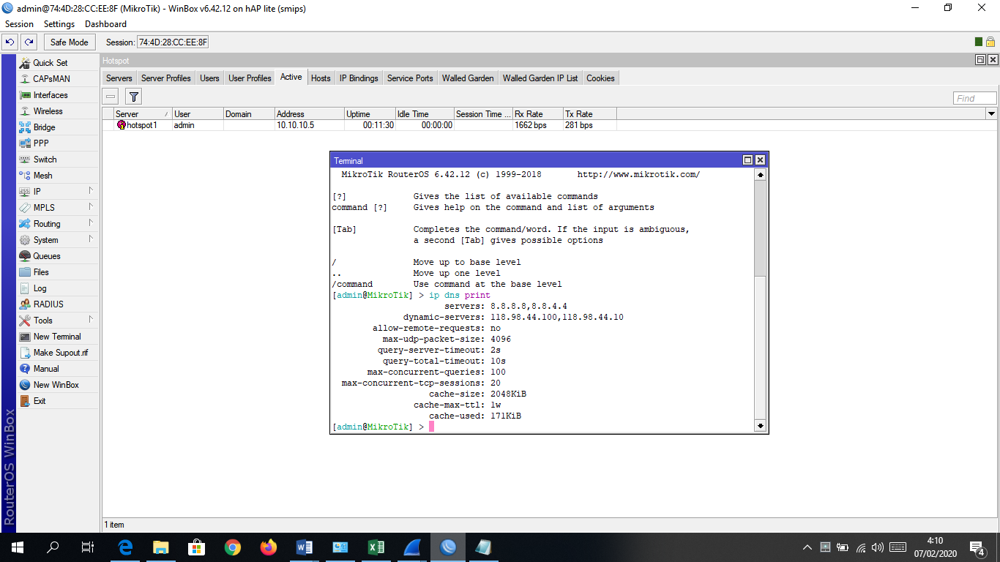 admin@74:4D:28:CC:EE:8F (MikroTik) - WinBox v6.42.12 on hAP lite (smips)
Session Settings Dashboard
Safe Mode Session: 74:4D:28:CC:EE:8F
Hotspot
Servers Server Profiles Users User Profiles Active Hosts IP Bindings Service Ports Walled Garden Walled Garden IP List Cookies
Find
Server User Domain Address Uptime Idle Time Session Time ... Rx Rate Tx Rate
hotspot1 admin 10.10.10.5 00:11:30 00:00:00 1662 bps 281 bps
Quick Set
CAPsMAN
Interfaces
Wireless
Bridge
PPP
Switch
Mesh
IP
MPLS
Routing
System
Queues
Files
Log
RADIUS
Tools
New Terminal
Make Supout.rif
Manual
New WinBox
Exit
RouterOS WinBox
Terminal
MikroTik RouterOS 6.42.12 (c) 1999-2018 http://www.mikrotik.com/
[?] Gives the list of available commands
command [?] Gives help on the command and list of arguments
[Tab] Completes the command/word. If the input is ambiguous,
a second [Tab] gives possible options
/ Move up to base level
.. Move up one level
/command Use command at the base level
[admin@MikroTik] > ip dns print
servers: 8.8.8.8,8.8.4.4
dynamic-servers: 118.98.44.100,118.98.44.10
allow-remote-requests: no
max-udp-packet-size: 4096
query-server-timeout: 2s
query-total-timeout: 10s
max-concurrent-queries: 100
max-concurrent-tcp-sessions: 20
cache-size: 2048KiB
cache-max-ttl: 1w
cache-used: 171KiB
[admin@MikroTik] >
1 item
4:10
07/02/2020
4